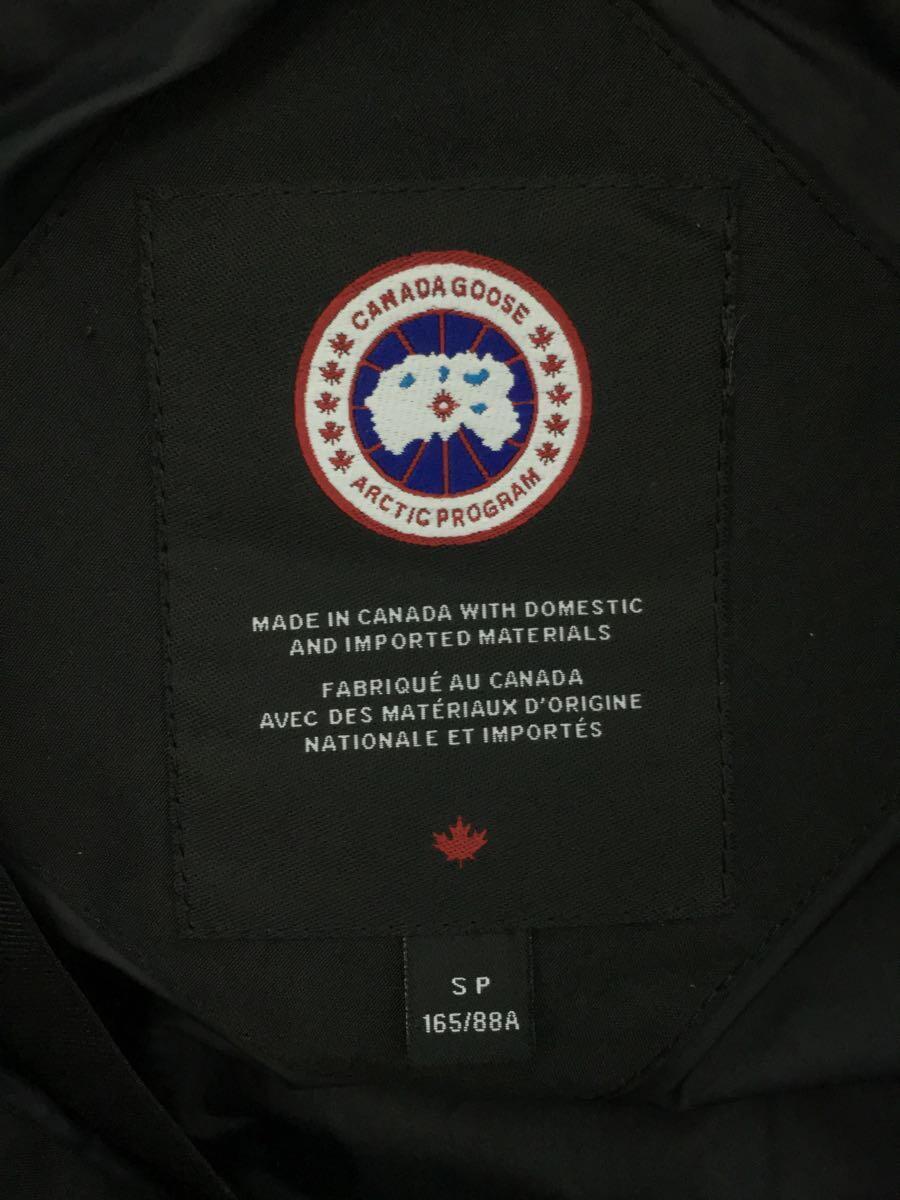 CANADA GOOSE
ARCTIC PROGRAM
MADE IN CANADA WITH DOMESTIC
AND IMPORTED MATERIALS
FABRIQUÉ AU CANADA
AVEC DES MATÉRIAUX D'ORIGINE
NATIONALE ET IMPORTÉS
S P
165/88A